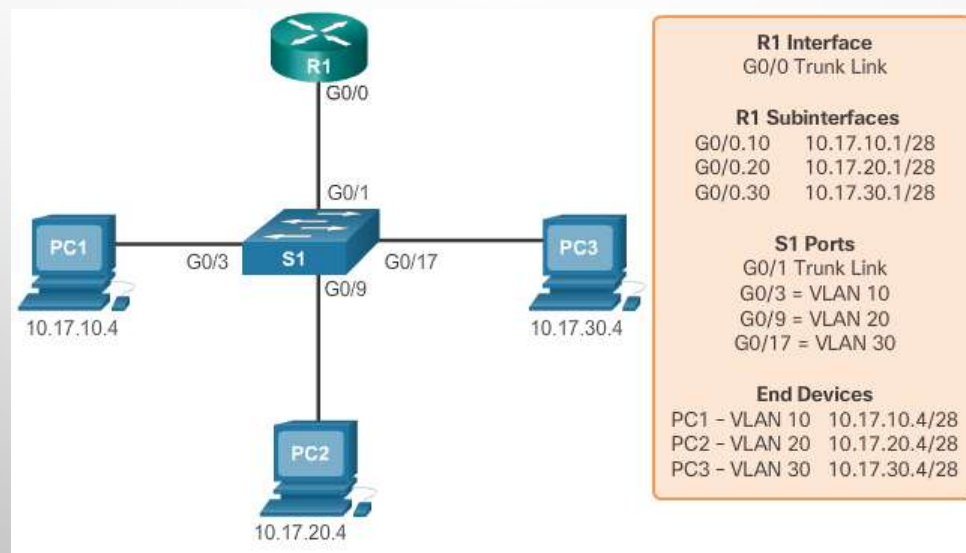 R1
G0/0
G0/1
PC1
G0/3
S1
G0/17
PC3
G0/9
10.17.10.4
10.17.30.4
PC2
10.17.20.4
R1 Interface
G0/0 Trunk Link
R1 Subinterfaces
G0/0.10 10.17.10.1/28
G0/0.20 10.17.20.1/28
G0/0.30 10.17.30.1/28
S1 Ports
G0/1 Trunk Link
G0/3 = VLAN 10
G0/9 = VLAN 20
G0/17 = VLAN 30
End Devices
PC1 – VLAN 10 10.17.10.4/28
PC2 – VLAN 20 10.17.20.4/28
PC3 – VLAN 30 10.17.30.4/28